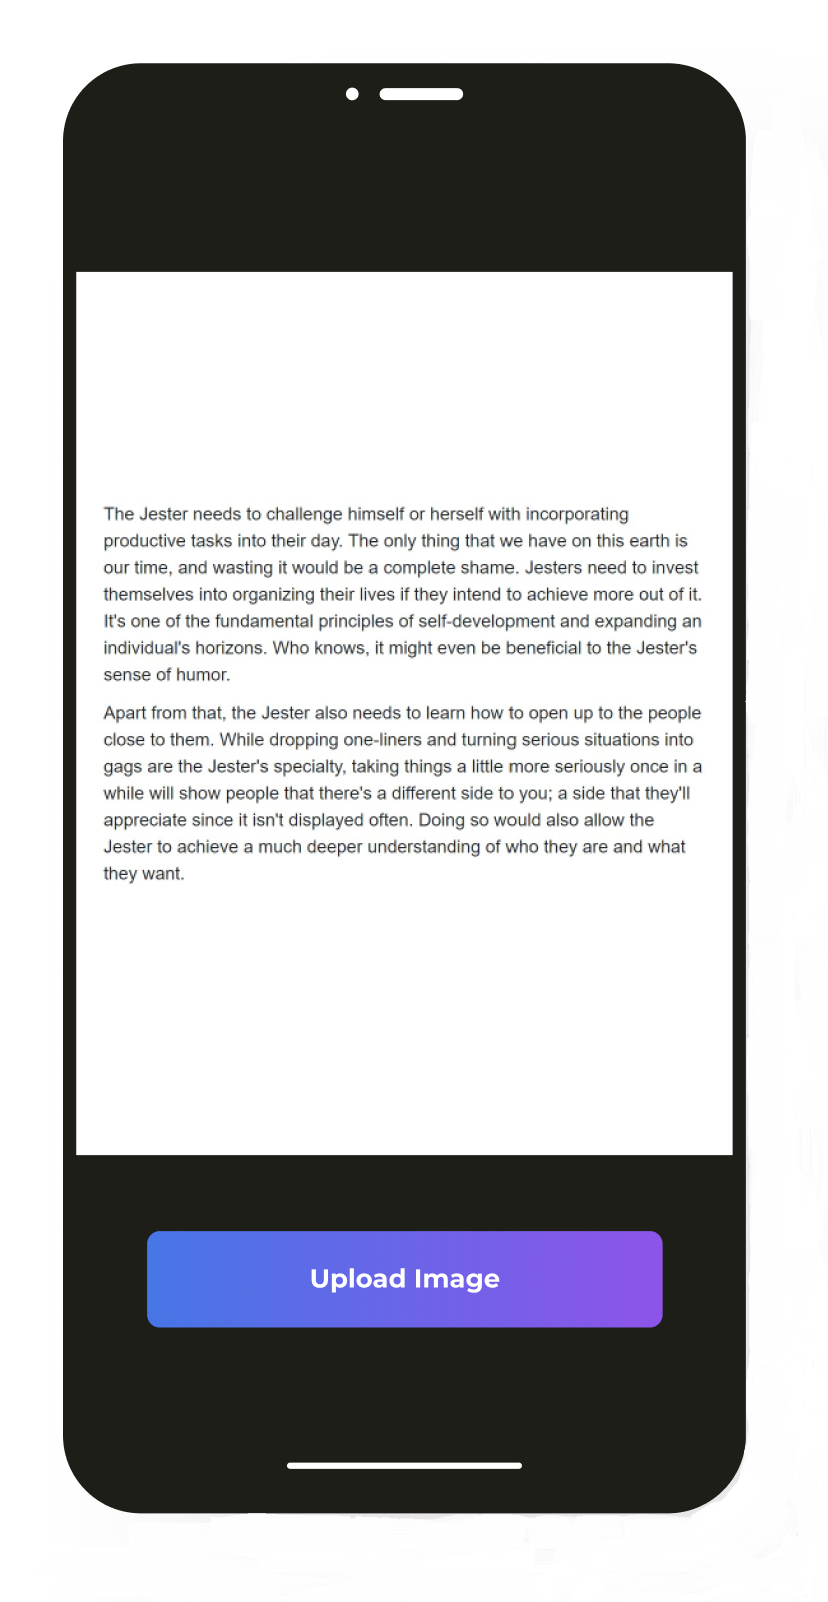 The Jester needs to challenge himself or herself with incorporating
productive tasks into their day. The only thing that we have on this earth is
our time, and wasting it would be a complete shame. Jesters need to invest
themselves into organizing their lives if they intend to achieve more out of it.
It's one of the fundamental principles of self-development and expanding an
individual's horizons. Who knows, it might even be beneficial to the Jester's
sense of humor.
Apart from that, the Jester also needs to learn how to open up to the people
close to them. While dropping one-liners and turning serious situations into
gags are the Jester's specialty, taking things a little more seriously once in a
while will show people that there's a different side to you; a side that they'll
appreciate since it isn't displayed often. Doing so would also allow the
Jester to achieve a much deeper understanding of who they are and what
they want.
Upload Image